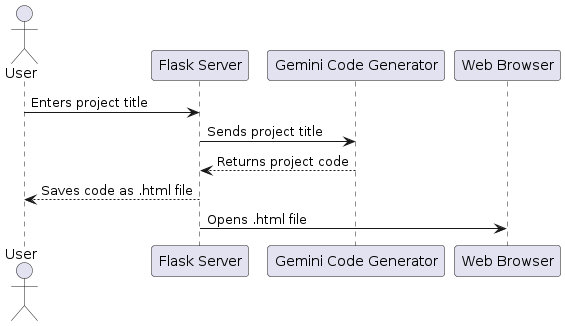 User
Flask Server
Gemini Code Generator
Web Browser
Enters project title
Sends project title
Returns project code
Saves code as .html file
Opens .html file
User
Flask Server
Gemini Code Generator
Web Browser